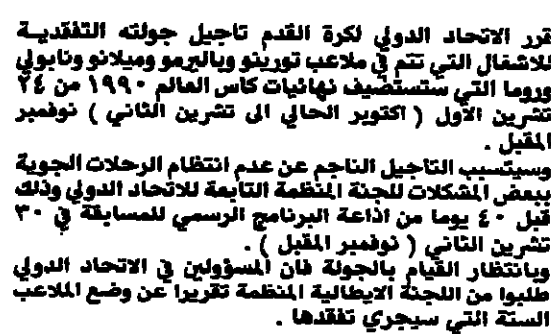 قرر الاتحاد الدولي لكرة القدم تاجيل جولته التفقدية
للاشغال التي تتم في ملاعب تورينو وباليرمو وميلانو ونابولي
وروما التي ستستضيف نهائيات كاس العالم ١٩٩٠ من ٢٤
تشرين الاول ( اكتوبر الحالي الى تشرين الثاني ) نوفمبر
المقبل .
وسيتسبب التاجيل الناجم عن عدم انتظام الرحلات الجوية
ببعض المشكلات للجنة المنظمة التابعة للاتحاد الدولي وذلك
قبل ٤٠ يوما من اذاعة البرنامج الرسمي للمسابقة في ٣٠
تشرين الثاني ( نوفمبر المقبل ) .
وبانتظار القيام بالجولة فان المسؤولين في الاتحاد الدولي
طلبوا من اللجنة الايطالية المنظمة تقريرا عن وضع الملاعب
الستة التي سيجري تفقدها .